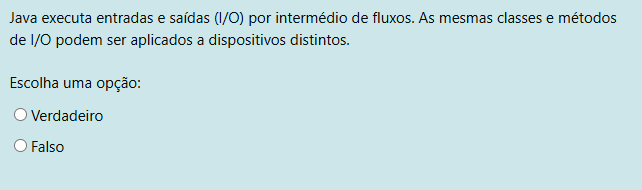 Java executa entradas e saídas (I/O) por intermédio de fluxos. As mesmas classes e métodos
de I/O podem ser aplicados a dispositivos distintos.
Escolha uma opção:
Verdadeiro
Falso